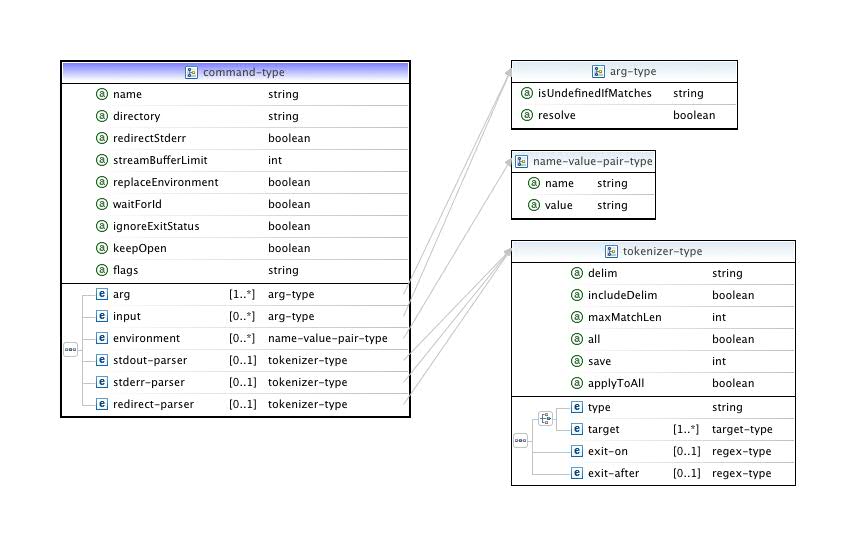 command-type
name string
directory string
redirectStderr boolean
streamBufferLimit int
replaceEnvironment boolean
waitForId boolean
ignoreExitStatus boolean
keepOpen boolean
flags string
arg [1..*] arg-type
input [0..*] arg-type
environment [0..*] name-value-pair-type
stdout-parser [0..1] tokenizer-type
stderr-parser [0..1] tokenizer-type
redirect-parser [0..1] tokenizer-type
arg-type
isUndefinedIfMatches string
resolve boolean
name-value-pair-type
name string
value string
tokenizer-type
delim string
includeDelim boolean
maxMatchLen int
all boolean
save int
applyToAll boolean
type string
target [1..*] target-type
exit-on [0..1] regex-type
exit-after [0..1] regex-type